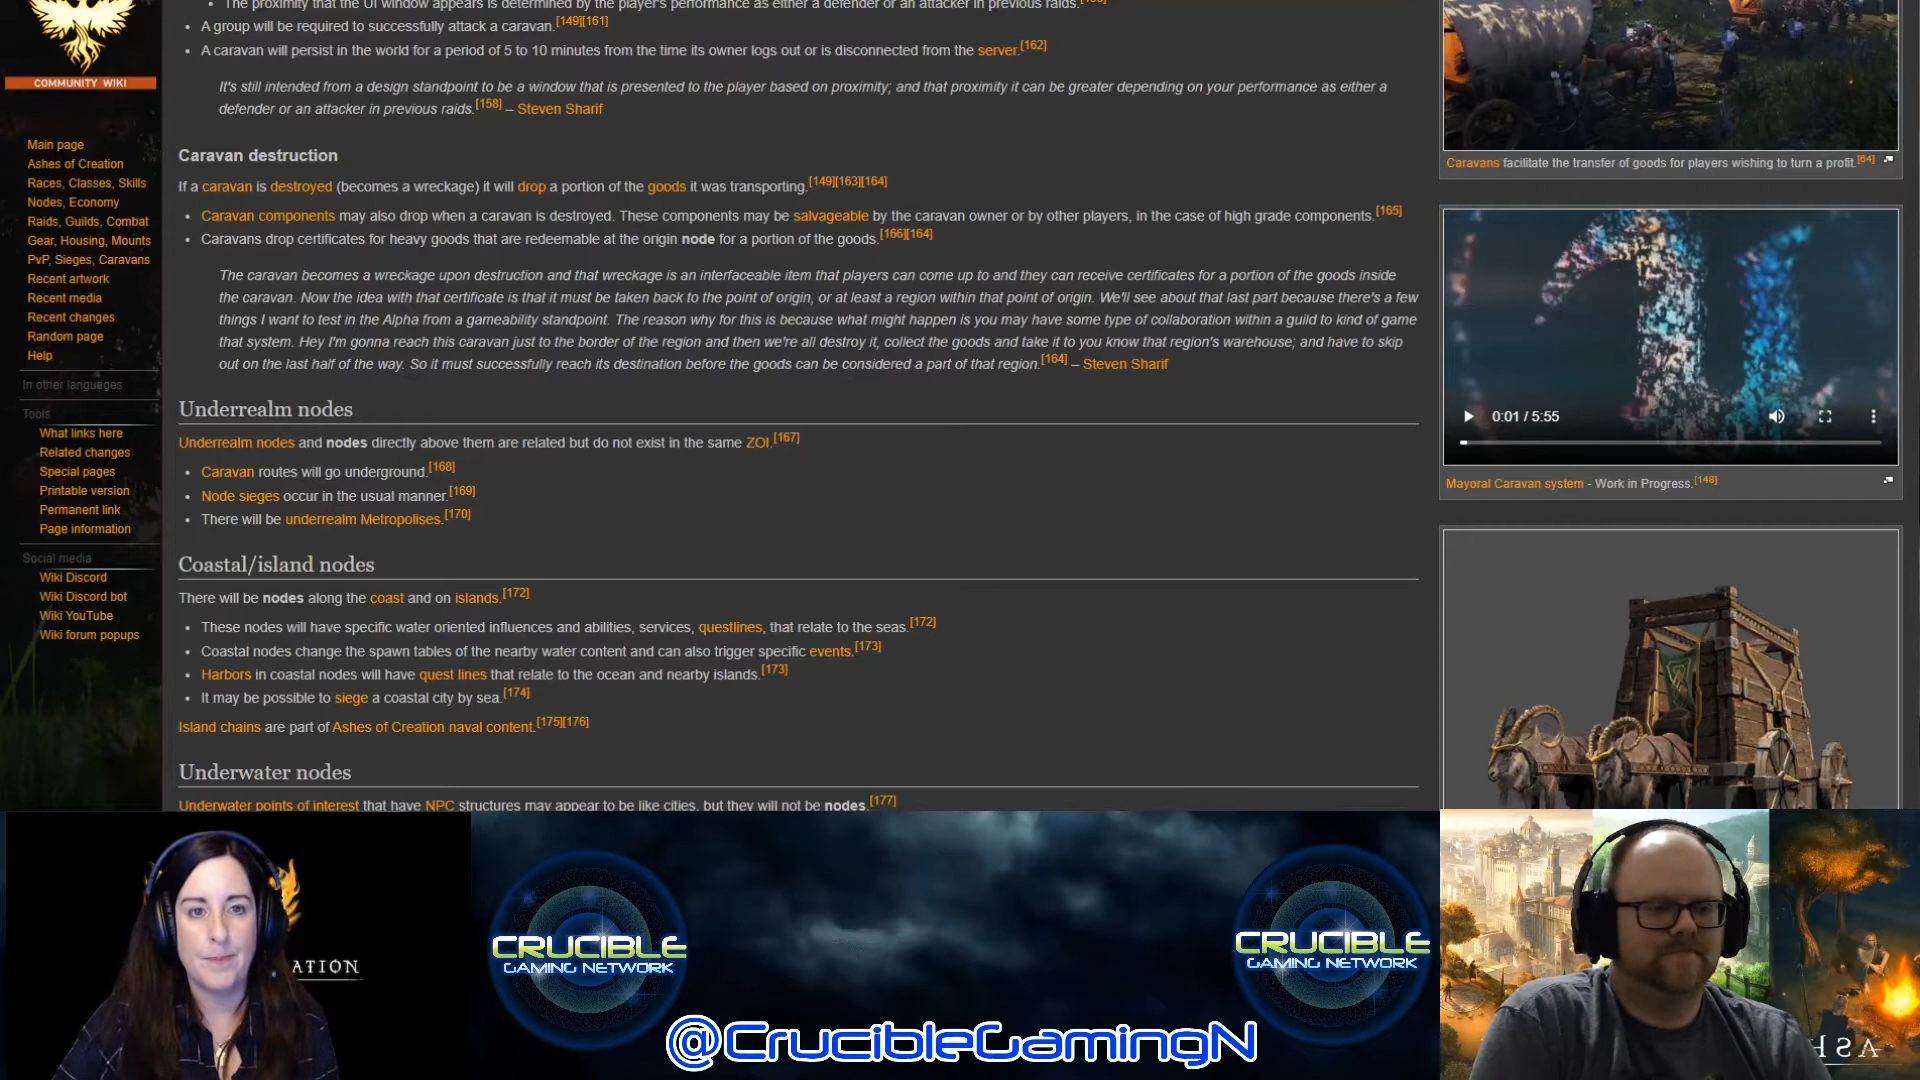 The proximity that the UI window appears is determined by the player's performance as either a defender or an attacker in previous raids.
A group will be required to successfully attack a caravan.[149][161]
A caravan will persist in the world for a period of 5 to 10 minutes from the time its owner logs out or is disconnected from the server.[162]
It's still intended from a design standpoint to be a window that is presented to the player based on proximity; and that proximity it can be greater depending on your performance as either a
defender or an attacker in previous raids.[158] – Steven Sharif
Caravan destruction
If a caravan is destroyed (becomes a wreckage) it will drop a portion of the goods it was transporting.[149][163][164]
Caravan components may also drop when a caravan is destroyed. These components may be salvageable by the caravan owner or by other players, in the case of high grade components.[165]
Caravans drop certificates for heavy goods that are redeemable at the origin node for a portion of the goods.[166][164]
The caravan becomes a wreckage upon destruction and that wreckage is an interfaceable item that players can come up to and they can receive certificates for a portion of the goods inside
the caravan. Now the idea with that certificate is that it must be taken back to the point of origin, or at least a region within that point of origin. We'll see about that last part because there's a few
things I want to test in the Alpha from a gameability standpoint. The reason why for this is because what might happen is you may have some type of collaboration within a guild to kind of game
that system. Hey I'm gonna reach this caravan just to the border of the region and then we're all destroy it, collect the goods and take it to you know that region's warehouse; and have to skip
out on the last half of the way. So it must successfully reach its destination before the goods can be considered a part of that region.[164] – Steven Sharif
Underrealm nodes
Underrealm nodes and nodes directly above them are related but do not exist in the same ZOI.[167]
Caravan routes will go underground.[168]
Node sieges occur in the usual manner.[169]
There will be underrealm Metropolises.[170]
Coastal/island nodes
There will be nodes along the coast and on islands.[172]
These nodes will have specific water oriented influences and abilities, services, questlines, that relate to the seas.[172]
Coastal nodes change the spawn tables of the nearby water content and can also trigger specific events.[173]
Harbors in coastal nodes will have quest lines that relate to the ocean and nearby islands.[173]
It may be possible to siege a coastal city by sea.[174]
Island chains are part of Ashes of Creation naval content.[175][176]
Underwater nodes
Underwater points of interest that have NPC structures may appear to be like cities, but they will not be nodes.[177]
COMMUNITY WIKI
Main page
Ashes of Creation
Races, Classes, Skills
Nodes, Economy
Raids, Guilds, Combat
Gear, Housing, Mounts
PvP, Sieges, Caravans
Recent artwork
Recent media
Recent changes
Random page
Help
In other languages
Tools
What links here
Related changes
Special pages
Printable version
Permanent link
Page information
Social media
Wiki Discord
Wiki Discord bot
Wiki YouTube
Wiki forum popups
Caravans facilitate the transfer of goods for players wishing to turn a profit.[64]
0:01 / 5:55
Mayoral Caravan system - Work in Progress.[148]
ATION
CRUCIBLE
GAMING NETWORK
CRUCIBLE
GAMING NETWORK
@CrucibleGamingN